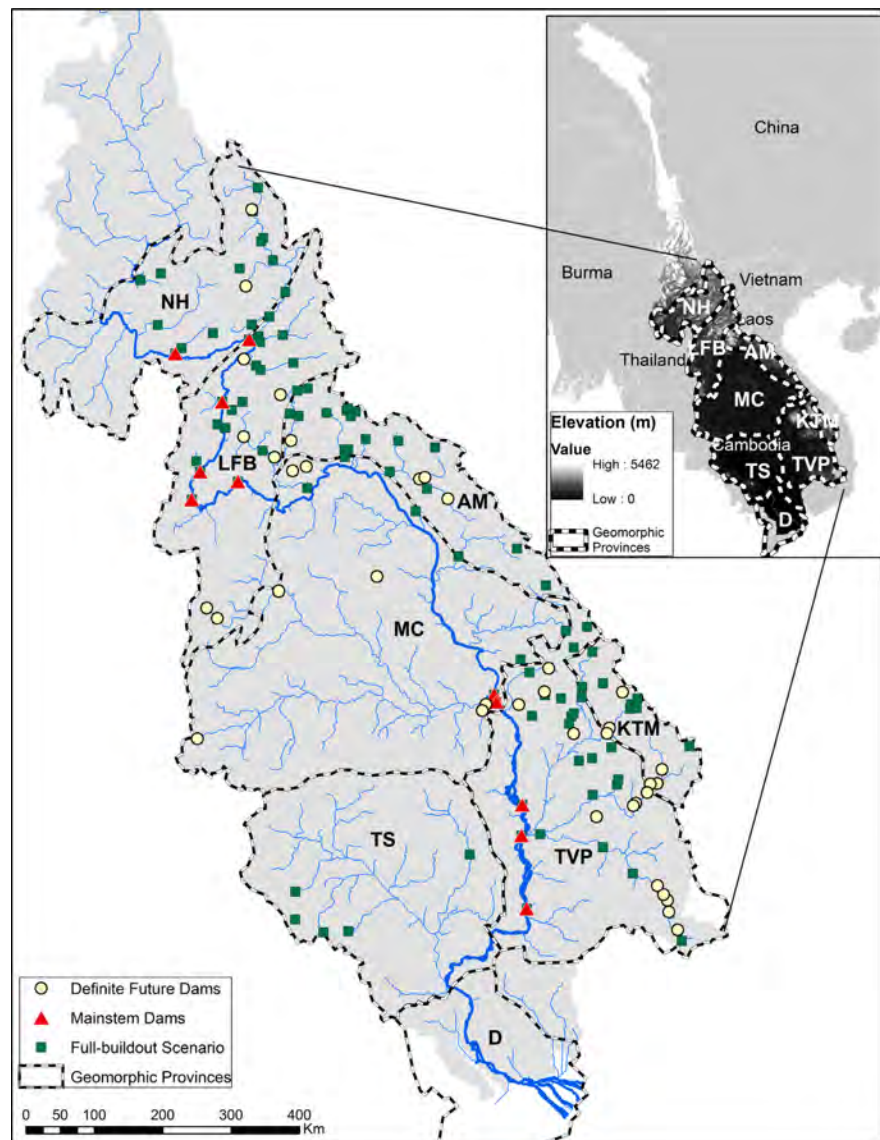 China
Burma
Vietnam
NH
Laos
Thailand
LFB
AM
MC
KTM
Cambodia
TS
TVP
D
Elevation (m)
Value
High : 5462
Low : 0
Geomorphic
Provinces
NH
LFB
AM
MC
KTM
TS
TVP
D
Definite Future Dams
Mainstem Dams
Full-buildout Scenario
Geomorphic Provinces
0 50 100 200 300 400
Km